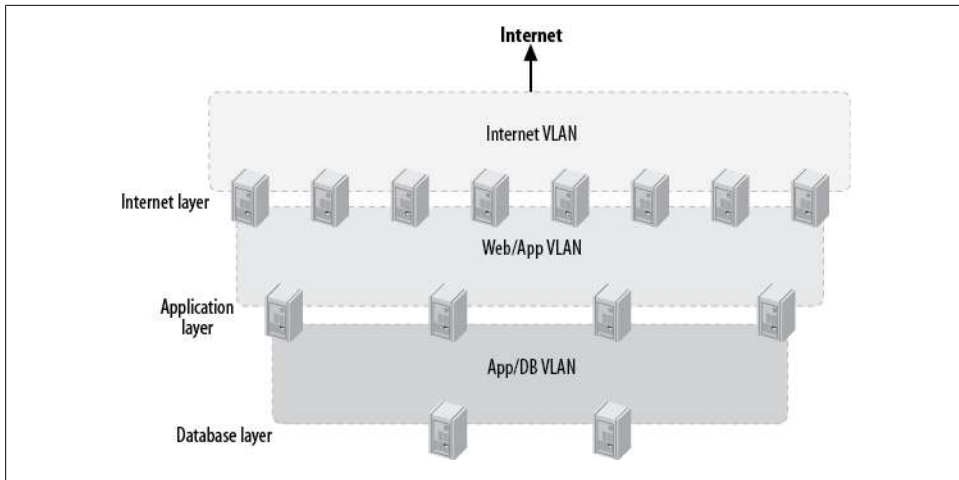 Internet
Internet VLAN
Internet layer
Web/App VLAN
Application
layer
App/DB VLAN
Database layer